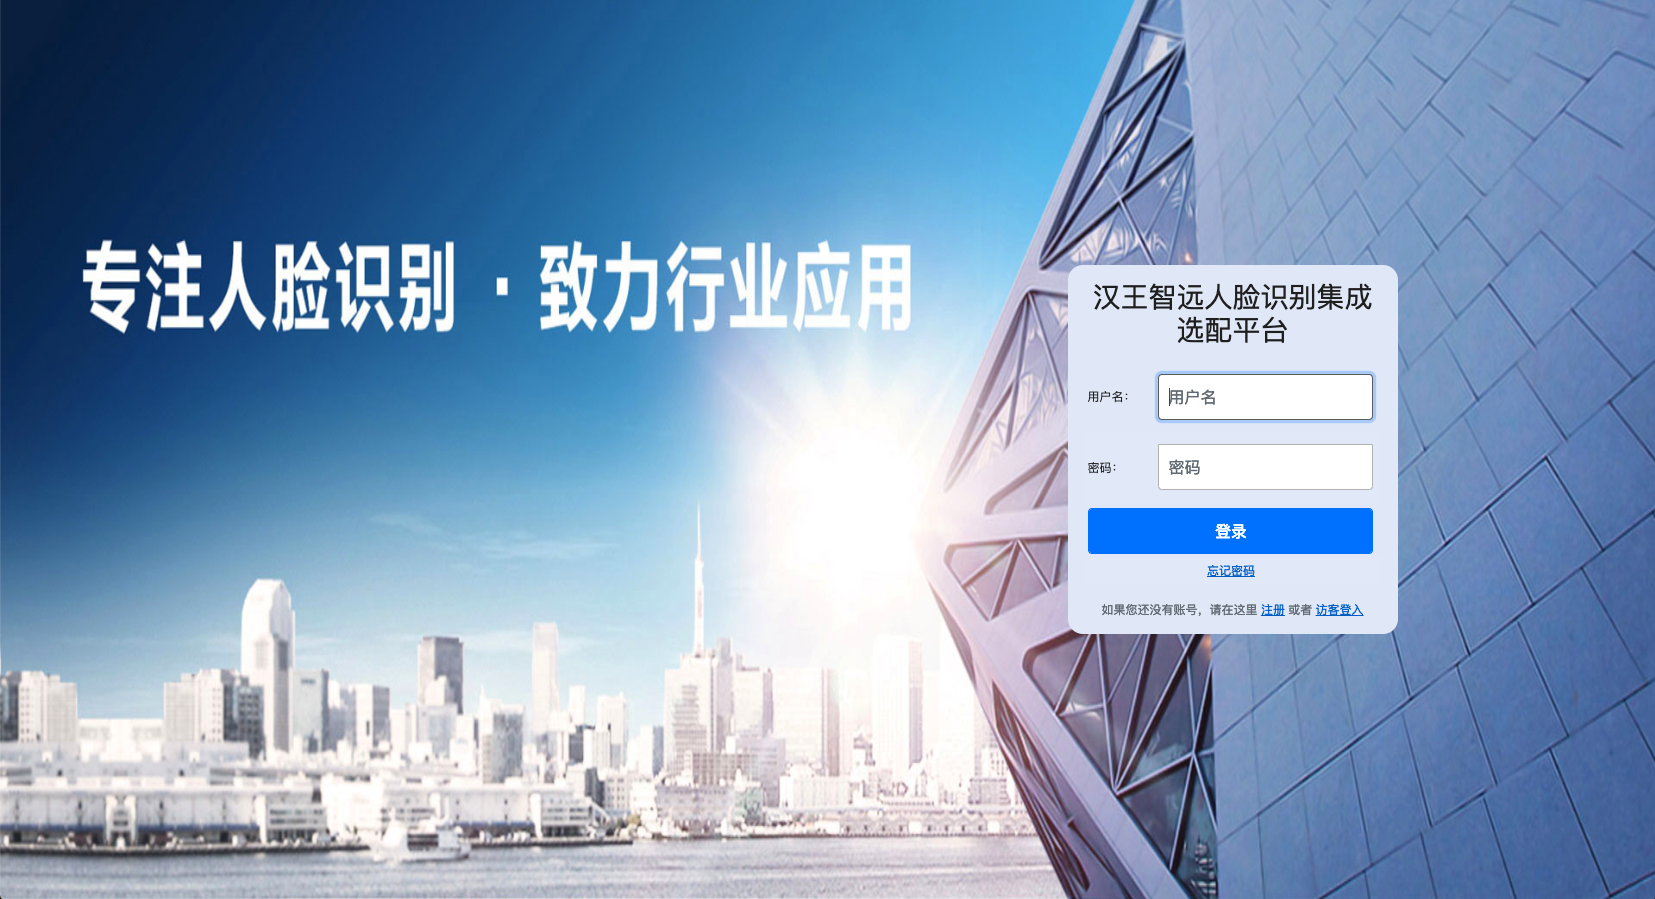 专注人脸识别 · 致力行业应用
汉王智远人脸识别集成
选配平台
用户名：
用户名
密码：
密码
登录
忘记密码
如果您还没有账号，请在这里 注册 或者 访客登入